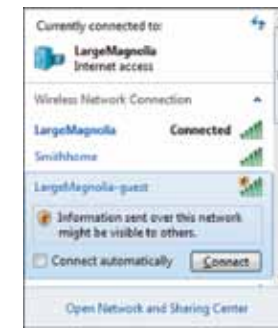 Currently connected to:
LargeMagnolia
Internet access
Wireless Network Connection
LargeMagnolia Connected
Smithhome
LargeMagnolia-guest
Information sent over this network
might be visible to others.
Connect automatically Connect
Open Network and Sharing Center